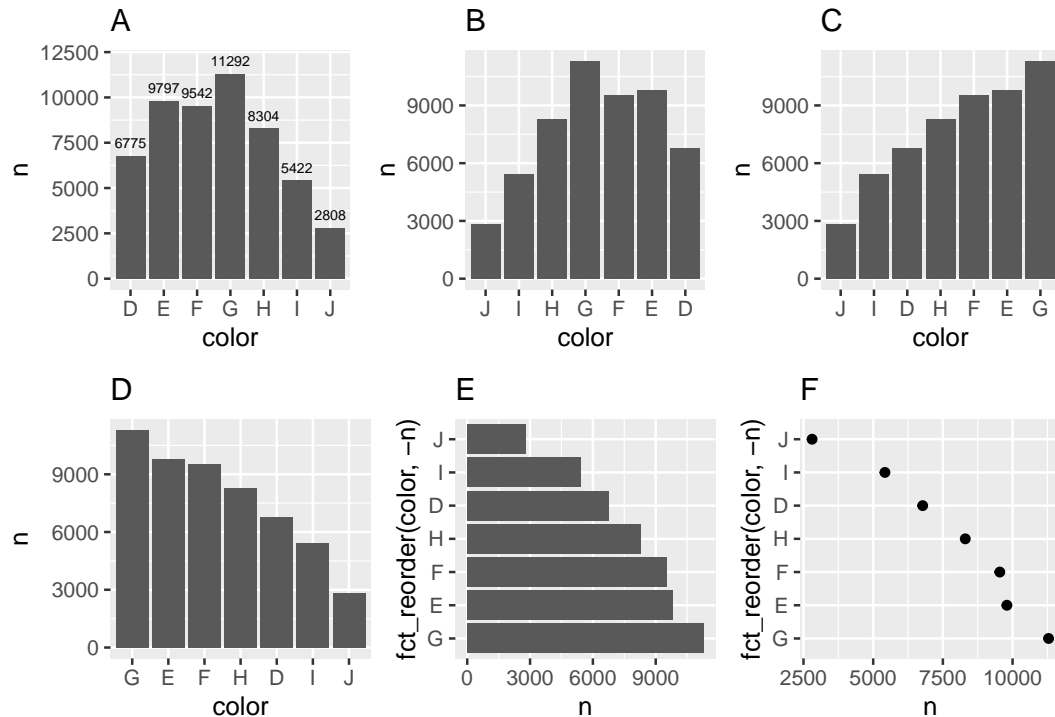 A
12500
10000
7500
5000
2500
0
n
6775
9797
9542
11292
8304
5422
2808
D E F G H I J
color
B
9000
6000
3000
0
n
J I H G F E D
color
C
9000
6000
3000
0
n
J I D H F E G
color
D
9000
6000
3000
0
n
G E F H D I J
color
E
fct_reorder(color, −n)
J
I
D
H
F
E
G
0 3000 6000 9000
n
F
fct_reorder(color, −n)
J
I
D
H
F
E
G
2500 5000 7500 10000
n